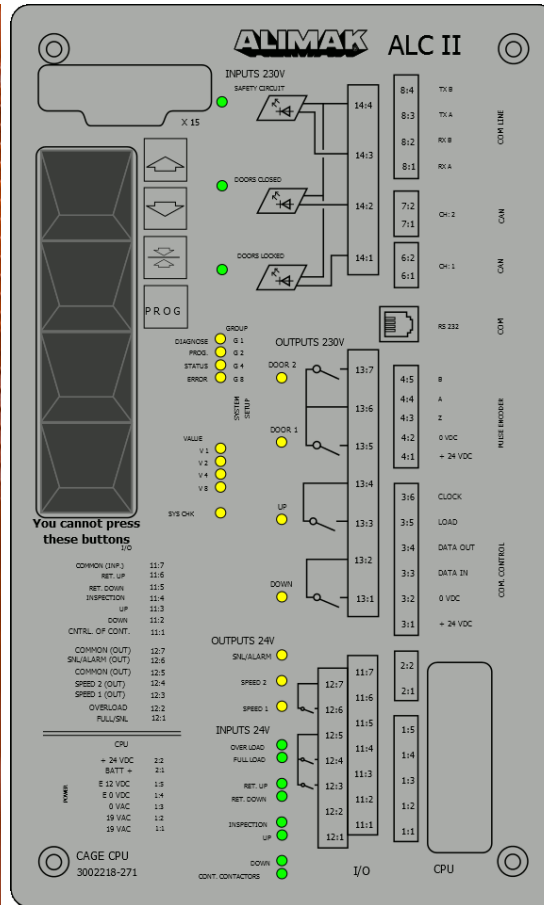 ALIMAK ALC II
INPUTS 230V
SAFETY CIRCUIT
X 15
DOORS CLOSED
DOORS LOCKED
PROG
14:4
14:3
14:2
14:1
8:4 TX B
8:3 TX A
8:2 RX B
8:1 RX A
COM LINE
7:2
7:1
CH: 2
CAN
6:2
6:1
CH: 1
CAN
RS 232
COM
GROUP
DIAGNOSE G 1
PROG. G 2
STATUS G 4
ERROR G 8
SYSTEM
SETUP
VALUE
V 1
V 2
V 4
V 8
SYS CHK
OUTPUTS 230V
DOOR 2
DOOR 1
UP
DOWN
13:7
13:6
13:5
13:4
13:3
13:2
13:1
4:5 B
4:4 A
4:3 Z
4:2 0 VDC
4:1 + 24 VDC
PULSE ENCODER
3:6 CLOCK
3:5 LOAD
3:4 DATA OUT
3:3 DATA IN
3:2 0 VDC
3:1 + 24 VDC
COM. CONTROL
You cannot press
these buttons
I/O
COMMON (INP.) 11:7
RET. UP 11:6
RET. DOWN 11:5
INSPECTION 11:4
UP 11:3
DOWN 11:2
CNTRL. OF CONT. 11:1
COMMON (OUT) 12:7
SNL/ALARM (OUT) 12:6
COMMON (OUT) 12:5
SPEED 2 (OUT) 12:4
SPEED 1 (OUT) 12:3
OVERLOAD 12:2
FULL/SNL 12:1
CPU
+ 24 VDC 2:2
BATT + 2:1
E 12 VDC 1:5
E 0 VDC 1:4
0 VAC 1:3
19 VAC 1:2
19 VAC 1:1
POWER
CAGE CPU
3002218-271
OUTPUTS 24V
SNL/ALARM
SPEED 2
SPEED 1
INPUTS 24V
OVER LOAD
FULL LOAD
RET. UP
RET. DOWN
INSPECTION
UP
DOWN
CONT. CONTACTORS
12:7
12:6
12:5
12:4
12:3
12:2
12:1
11:7
11:6
11:5
11:4
11:3
11:2
11:1
I/O
2:2
2:1
1:5
1:4
1:3
1:2
1:1
CPU